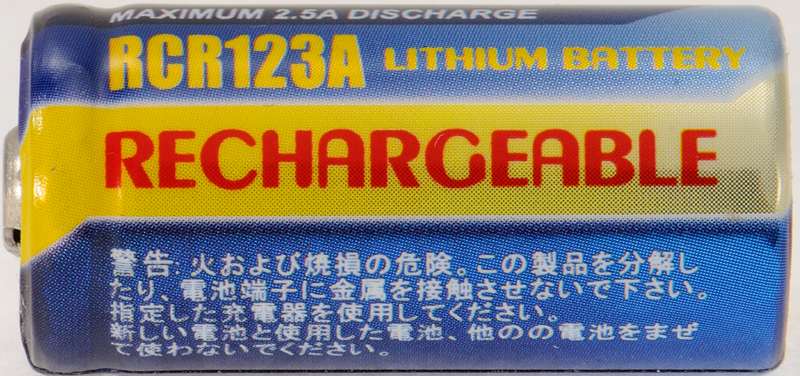 MAXIMUM 2.5A DISCHARGE
RCR123A LITHIUM BATTERY
RECHARGEABLE
警告: 火および焼損の危険。この製品を分解し
たり、電池端子に金属を接触させないで下さい。
指定した充電器を使用してください。
新しい電池と使用した電池、他のの電池をまぜ
て使わないでください。